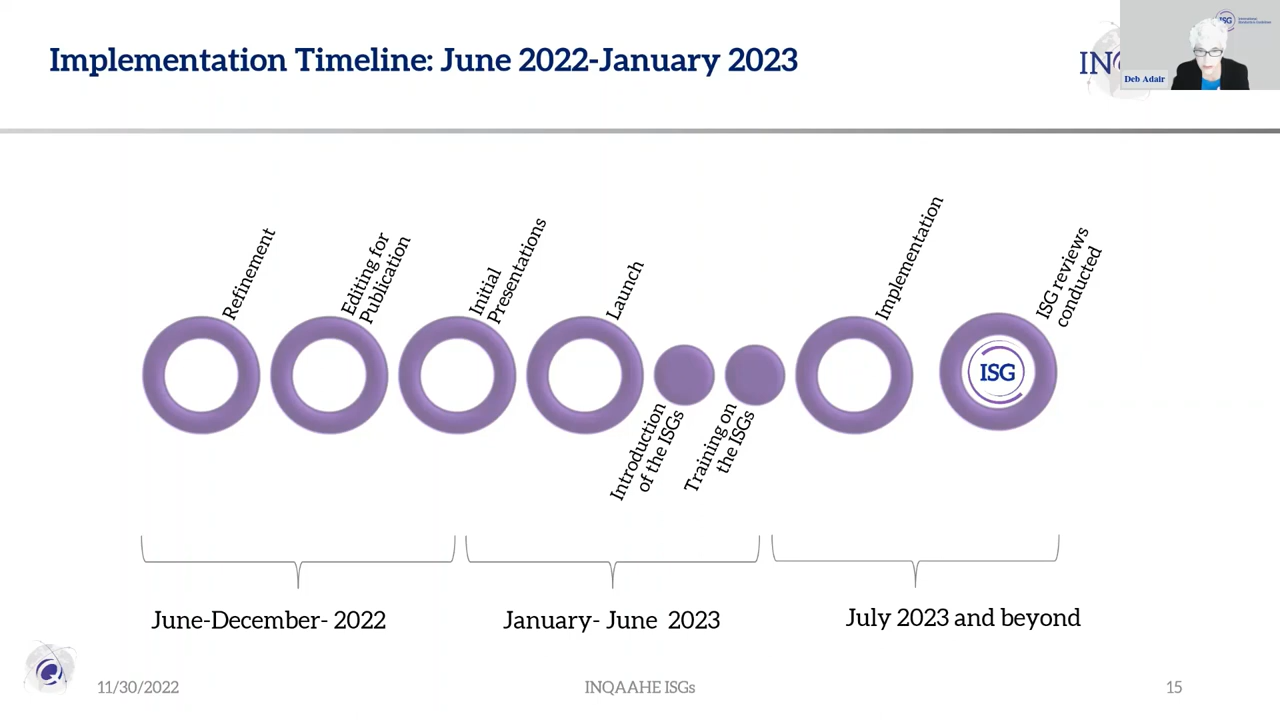 Implementation Timeline: June 2022-January 2023
IN
ISG
Deb Adair
Refinement
Editing for
Publication
Initial
Presentations
Launch
Introduction
of the ISGs
Training on
the ISGs
Implementation
ISG reviews
conducted
ISG
June-December- 2022
January- June 2023
July 2023 and beyond
11/30/2022
INQAAHE ISGs
15